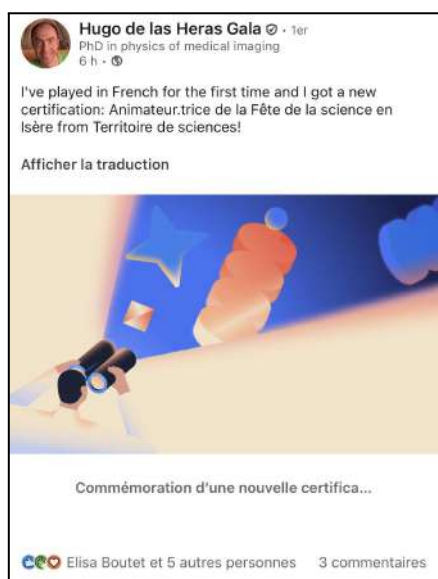 Hugo de las Heras Gala · 1er
PhD in physics of medical imaging
6 h ·
I've played in French for the first time and I got a new
certification: Animateur.trice de la Fête de la science en
Isère from Territoire de sciences!
Afficher la traduction
Commémoration d'une nouvelle certifica...
Elisa Boutet et 5 autres personnes 3 commentaires